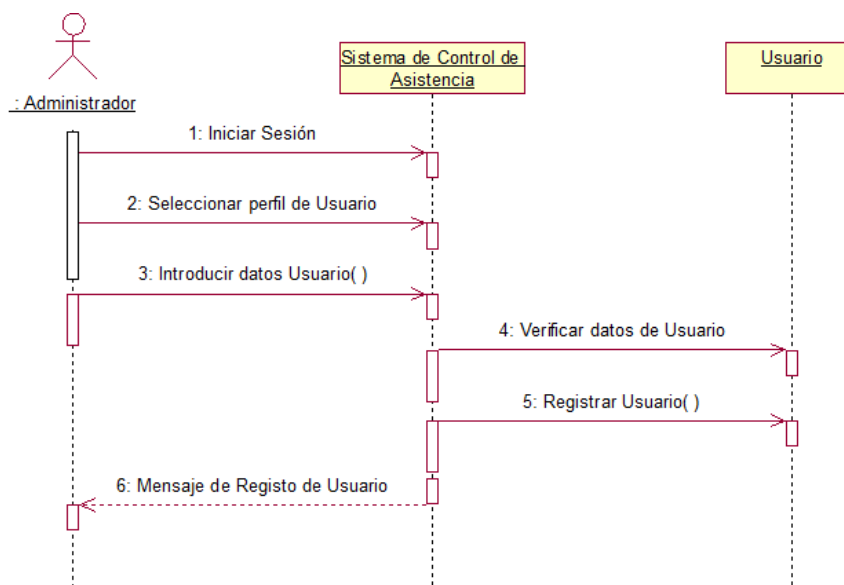 Sistema de Control de
Asistencia
Usuario
: Administrador
1: Iniciar Sesión
2: Seleccionar perfil de Usuario
3: Introducir datos Usuario( )
4: Verificar datos de Usuario
5: Registrar Usuario( )
6: Mensaje de Registo de Usuario